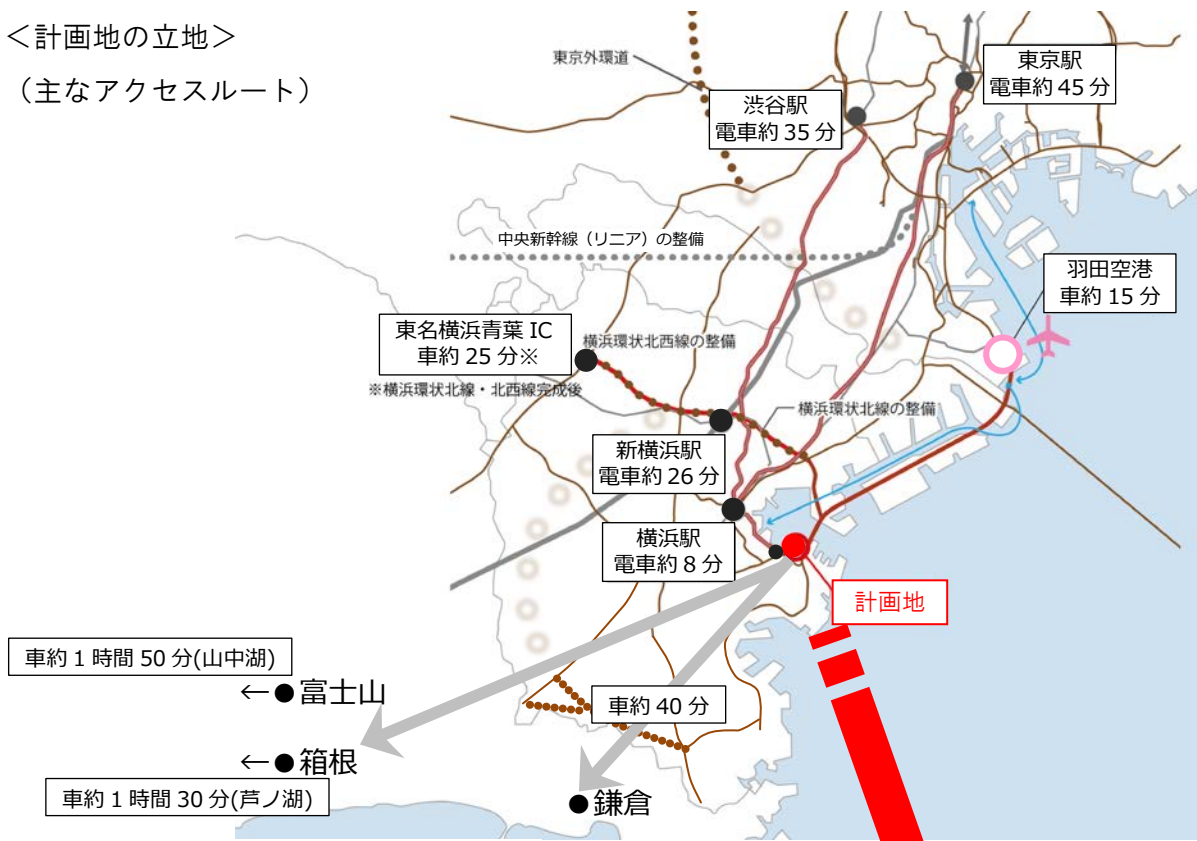 ＜計画地の立地＞
（主なアクセスルート）
東京外環道
東京駅
電車約 45 分
渋谷駅
電車約 35 分
中央新幹線（リニア）の整備
羽田空港
車約 15 分
東名横浜青葉 IC
車約 25 分※
横浜環状北西線の整備
※横浜環状北線・北西線完成後
横浜環状北線の整備
新横浜駅
電車約 26 分
横浜駅
電車約 8 分
計画地
車約 1 時間 50 分(山中湖)
←●富士山
車約 40 分
←●箱根
車約 1 時間 30 分(芦ノ湖)
●鎌倉